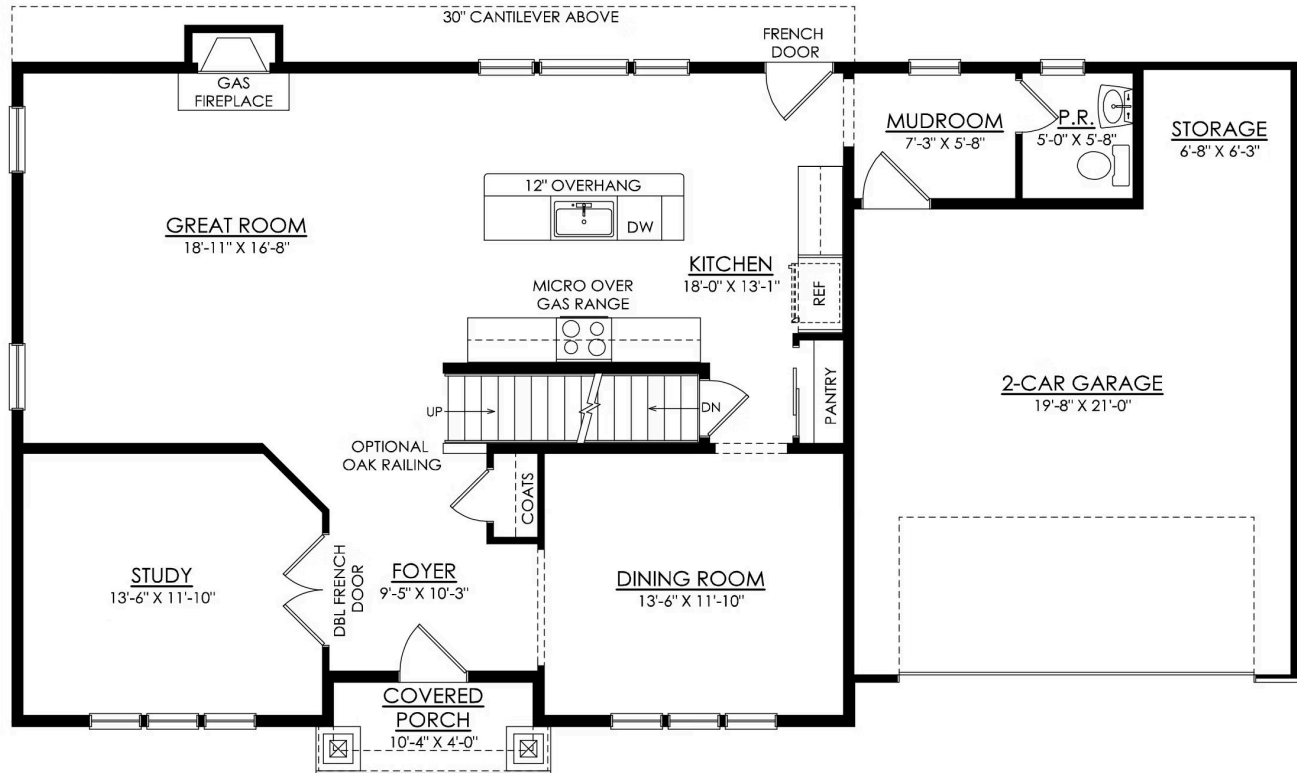 30" CANTILEVER ABOVE
FRENCH
DOOR
GAS
FIREPLACE
MUDROOM
7'-3" X 5'-8"
P.R.
5'-0" X 5'-8"
STORAGE
6'-8" X 6'-3"
12" OVERHANG
DW
GREAT ROOM
18'-11" X 16'-8"
KITCHEN
18'-0" X 13'-1"
REF
MICRO OVER
GAS RANGE
2-CAR GARAGE
19'-8" X 21'-0"
PANTRY
UP
DN
OPTIONAL
OAK RAILING
COATS
STUDY
13'-6" X 11'-10"
DBL FRENCH
DOOR
FOYER
9'-5" X 10'-3"
DINING ROOM
13'-6" X 11'-10"
COVERED
PORCH
10'-4" X 4'-0"